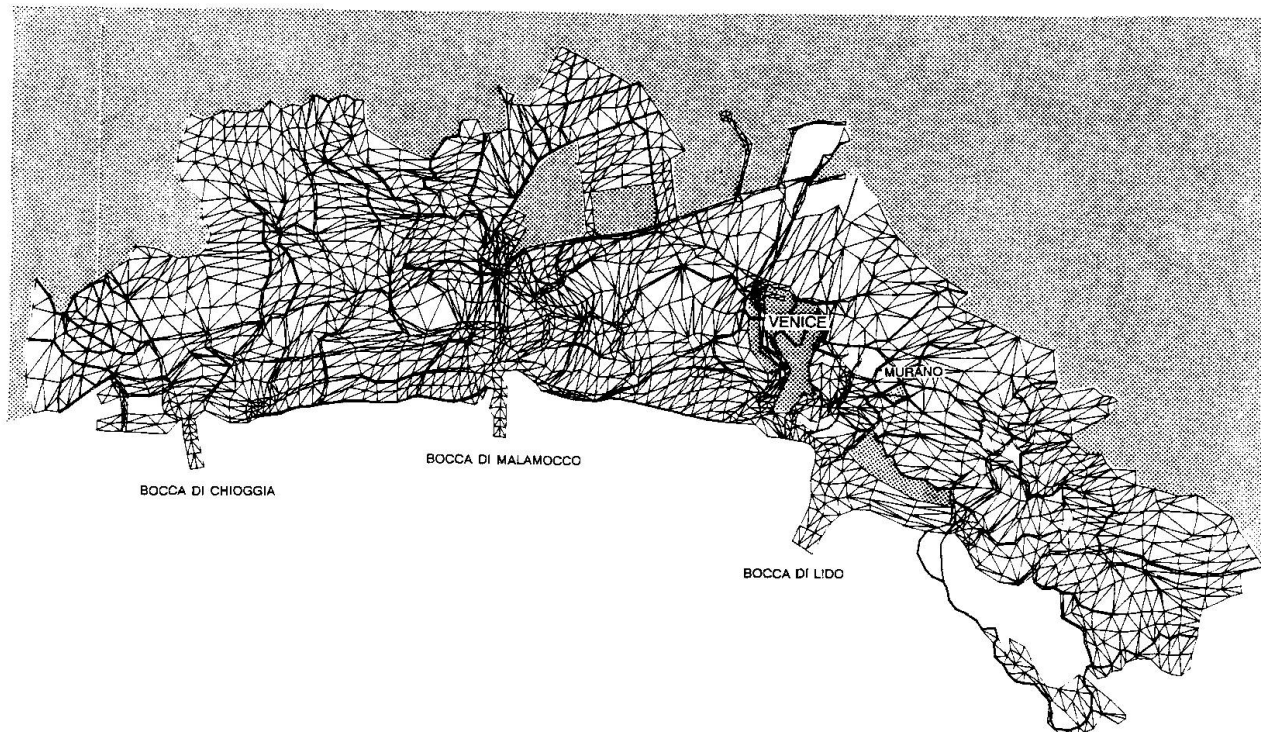 VENICE
MURANO
BOCCA DI MALAMOCCO
BOCCA DI CHIOGGIA
BOCCA DI LIDO